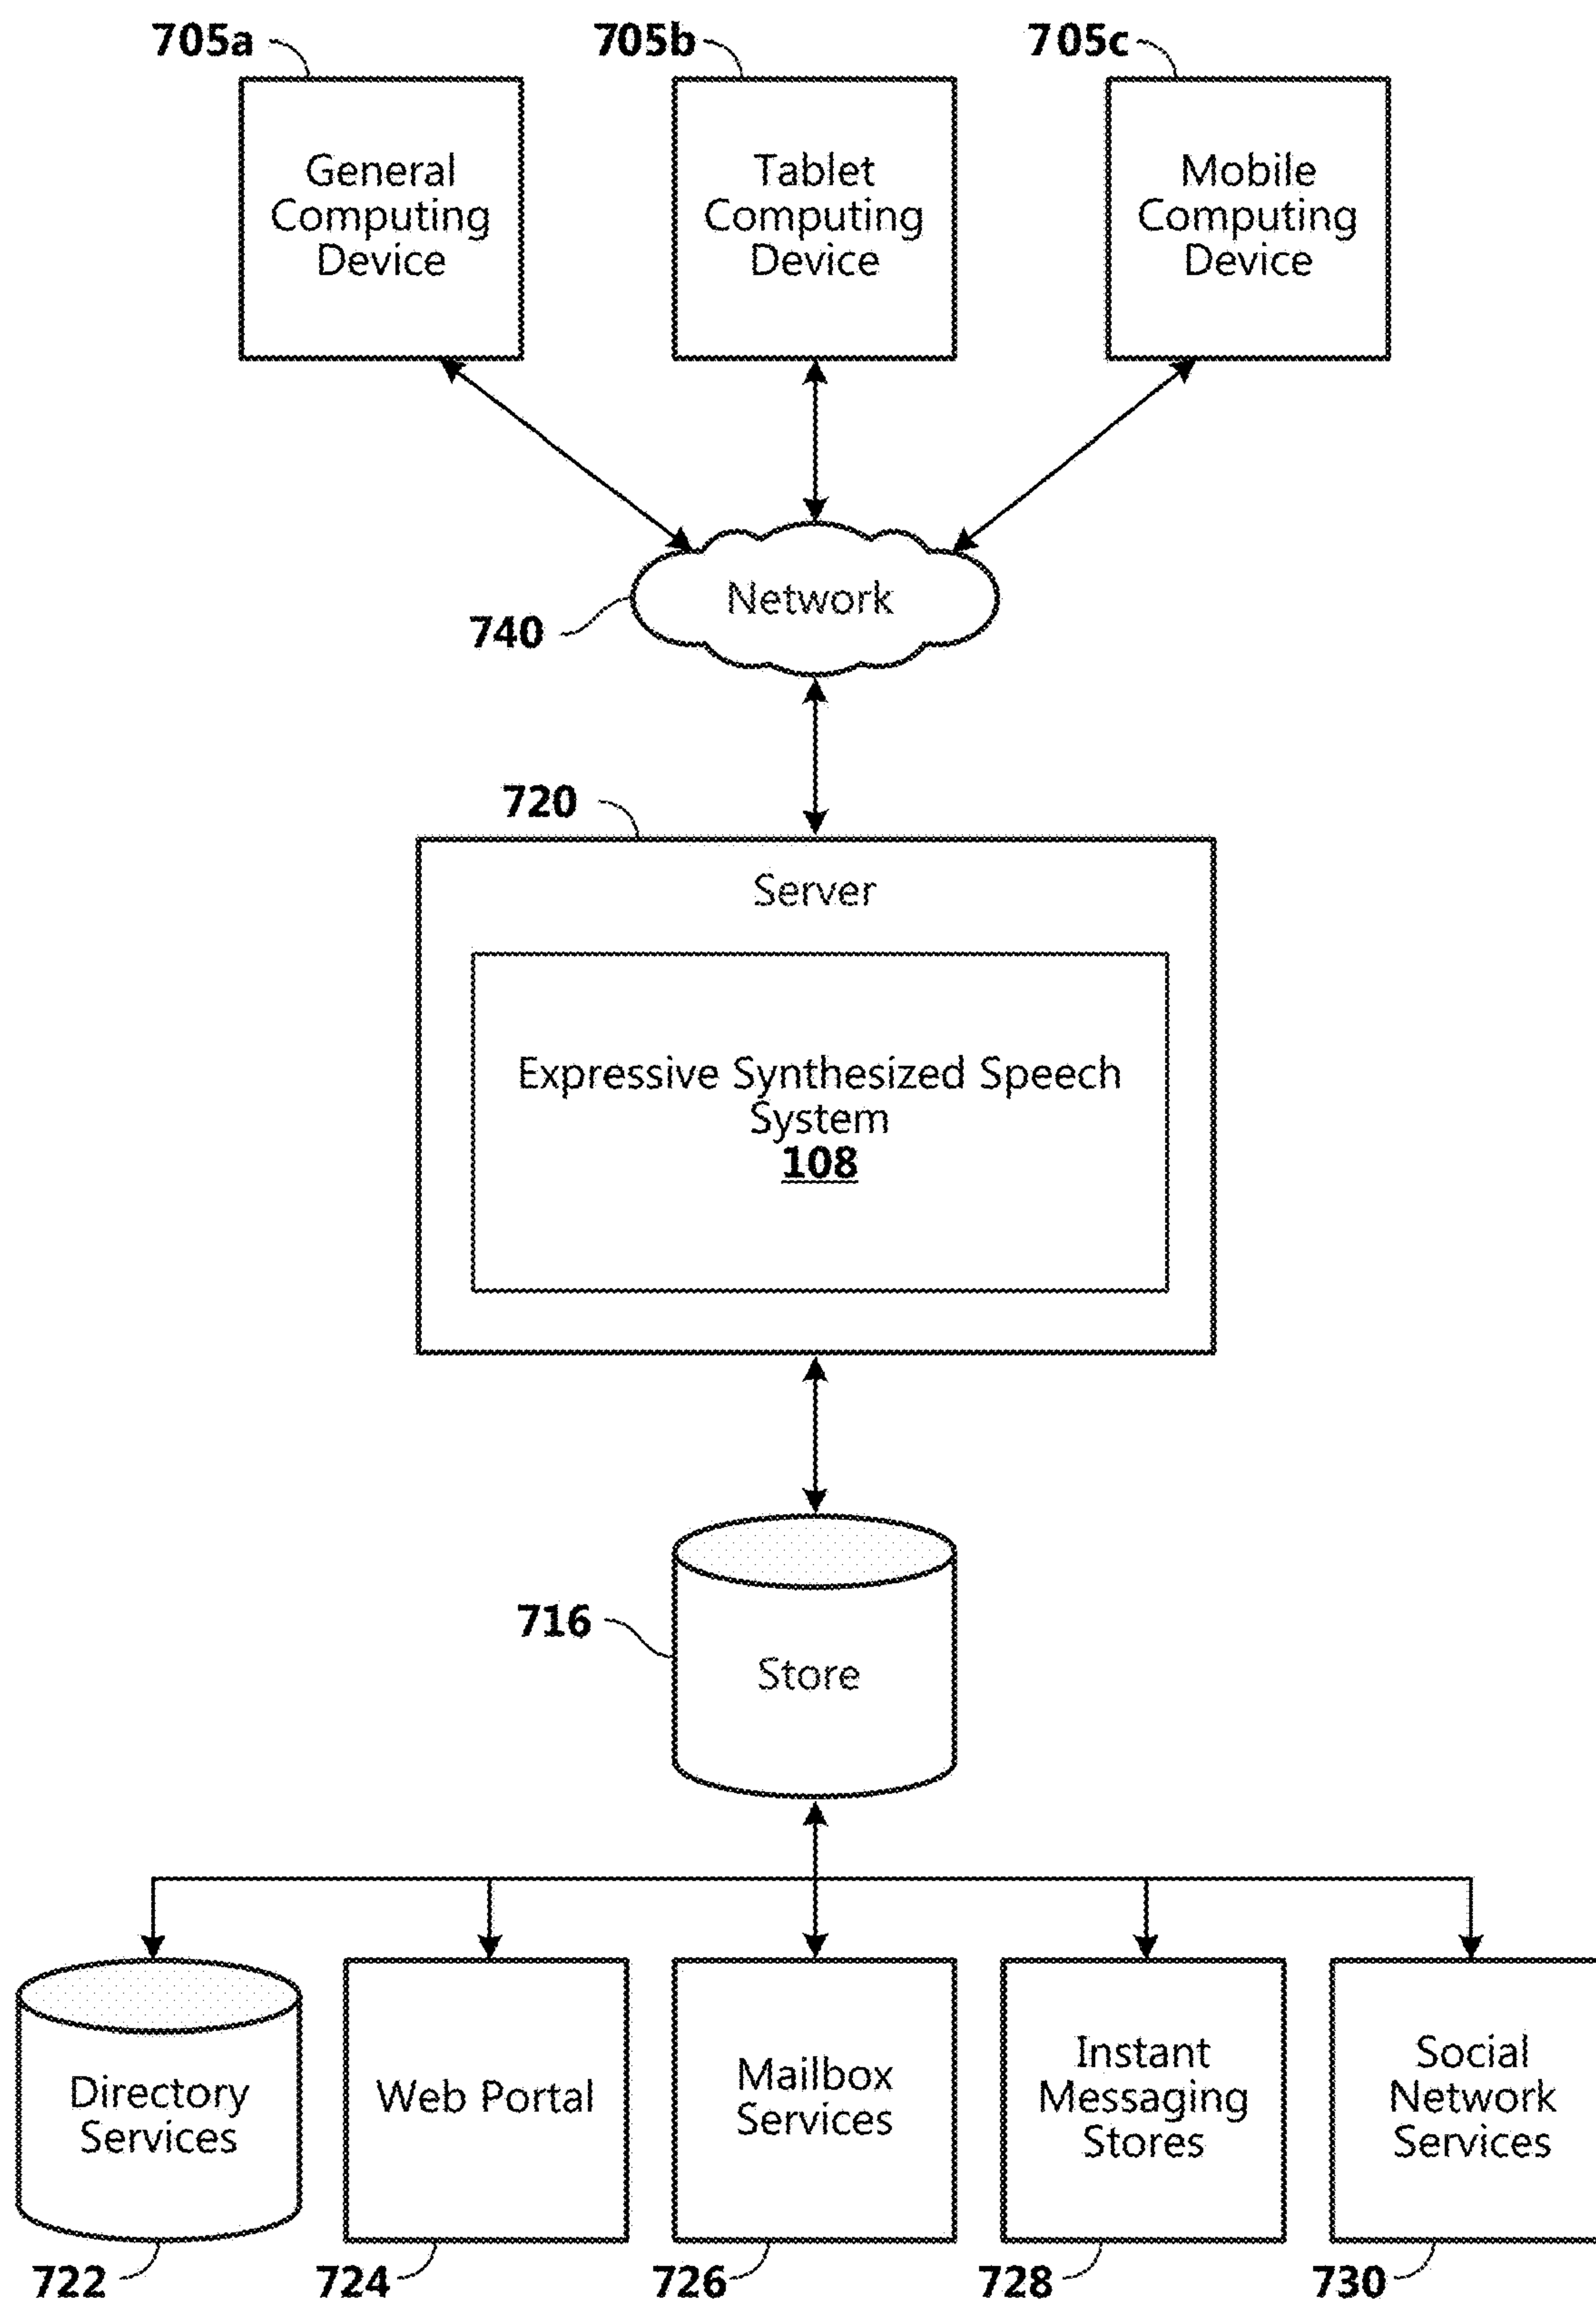 705a
705b
705c
General
Computing
Device
Tablet
Computing
Device
Mobile
Computing
Device
Network
740
720
Server
Expressive Synthesized Speech
System
108
716
Store
Directory
Services
Web Portal
Mailbox
Services
Instant
Messaging
Stores
Social
Network
Services
722
724
726
728
730